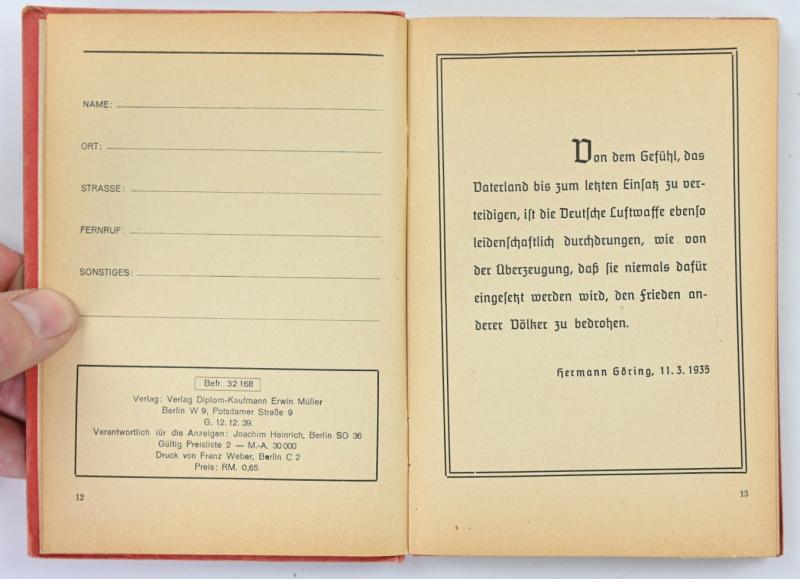 NAME:
ORT:
STRASSE:
FERNRUF:
SONSTIGES:
Befr. 32 168
Verlag: Verlag Diplom-Kaufmann Erwin Müller
Berlin W 9, Potsdamer Straße 9
G. 12. 12. 39.
Verantwortlich für die Anzeigen: Joachim Heinrich, Berlin SO 36
Gültig Preisliste 2 — M.-A. 30 000
Druck von Franz Weber, Berlin C 2
Preis: RM. 0,65
12
Von dem Gefühl, das
Vaterland bis zum letzten Einsatz zu ver-
teidigen, ist die Deutsche Luftwaffe ebenso
leidenschaftlich durchdrungen, wie von
der Überzeugung, daß sie niemals dafür
eingesetzt werden wird, den Frieden an-
derer Völker zu bedrohen.
Hermann Göring, 11. 3. 1935
13